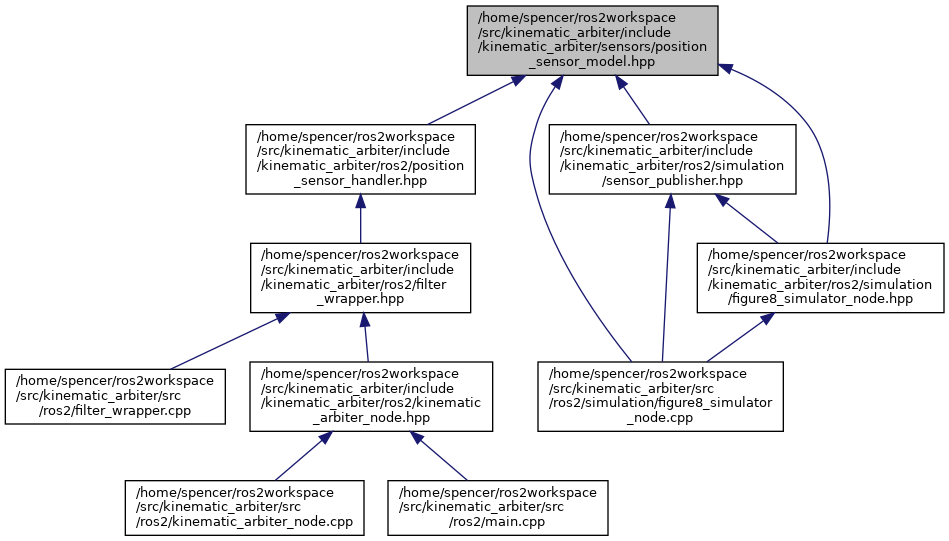 /home/spencer/ros2workspace
/src/kinematic_arbiter/include
/kinematic_arbiter/sensors/position
_sensor_model.hpp
/home/spencer/ros2workspace
/src/kinematic_arbiter/include
/kinematic_arbiter/ros2/position
_sensor_handler.hpp
/home/spencer/ros2workspace
/src/kinematic_arbiter/include
/kinematic_arbiter/ros2/simulation
/sensor_publisher.hpp
/home/spencer/ros2workspace
/src/kinematic_arbiter/include
/kinematic_arbiter/ros2/filter
_wrapper.hpp
/home/spencer/ros2workspace
/src/kinematic_arbiter/include
/kinematic_arbiter/ros2/simulation
/figure8_simulator_node.hpp
/home/spencer/ros2workspace
/src/kinematic_arbiter/src
/ros2/filter_wrapper.cpp
/home/spencer/ros2workspace
/src/kinematic_arbiter/include
/kinematic_arbiter/ros2/kinematic
_arbiter_node.hpp
/home/spencer/ros2workspace
/src/kinematic_arbiter/src
/ros2/simulation/figure8_simulator
_node.cpp
/home/spencer/ros2workspace
/src/kinematic_arbiter/src
/ros2/kinematic_arbiter_node.cpp
/home/spencer/ros2workspace
/src/kinematic_arbiter/src
/ros2/main.cpp